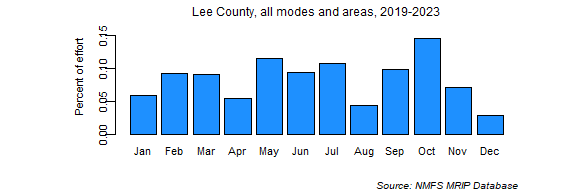 Lee County, all modes and areas, 2019-2023
Percent of effort
0.15
0.10
0.05
0.00
Jan Feb Mar Apr May Jun Jul Aug Sep Oct Nov Dec
Source: NMFS MRIP Database